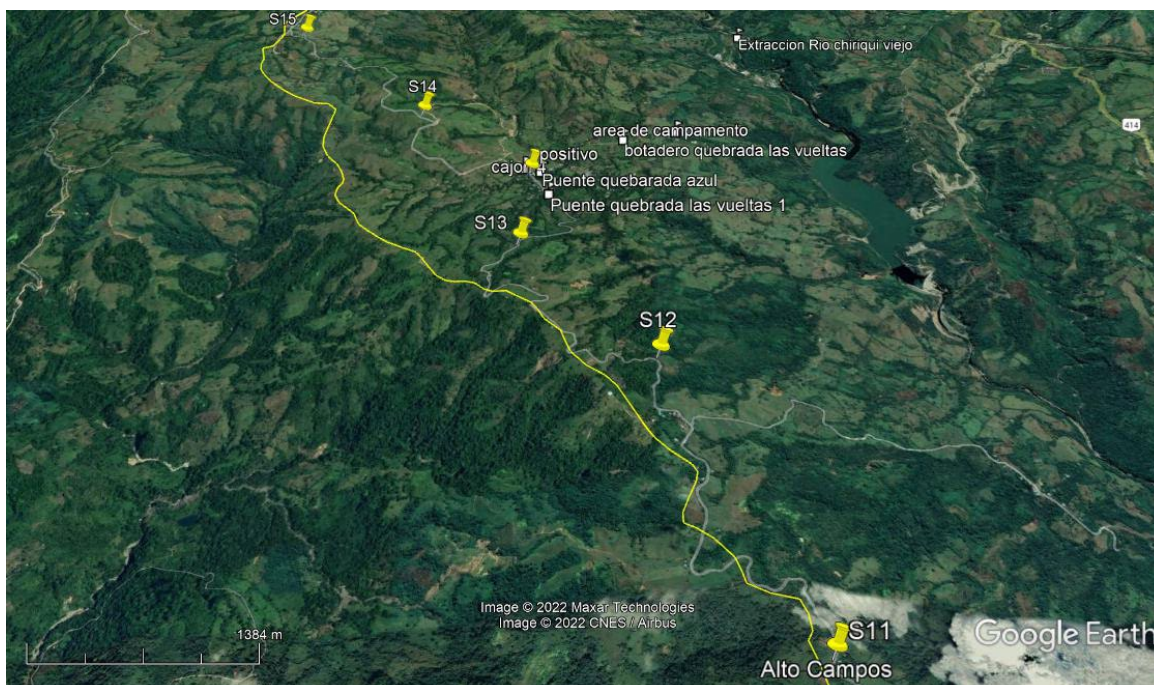 S15
Extraccion Rio chiriqui viejo
S14
414
area de campamento
botadero quebrada las vueltas
positivo
Puente quebarada azul
Puente quebrada las vueltas 1
S13
S12
Image © 2022 Maxar Technologies
Image © 2022 CNES / Airbus
1384 m
S11
Google Earth
Alto Campos